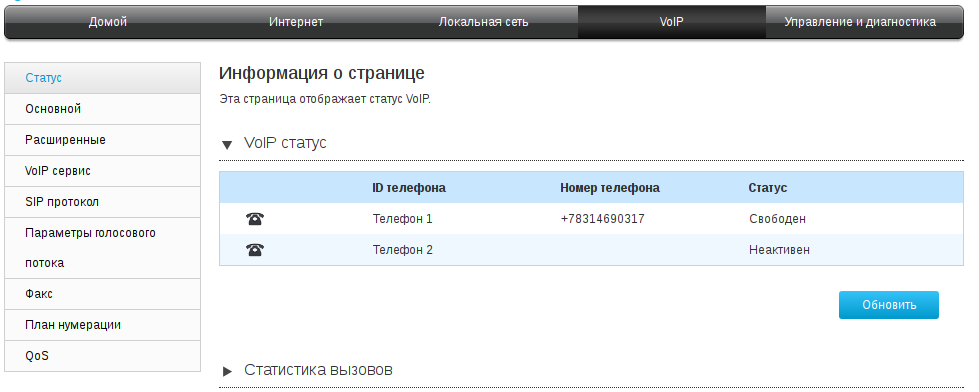 Домой Интернет Локальная сеть VoIP Управление и диагностика
Статус
Основной
Расширенные
VoIP сервис
SIP протокол
Параметры голосового
потока
Факс
План нумерации
QoS
Информация о странице
Эта страница отображает статус VoIP.
VoIP статус
ID телефона Номер телефона Статус
Телефон 1 +78314690317 Свободен
Телефон 2 Неактивен
Обновить
Статистика вызовов